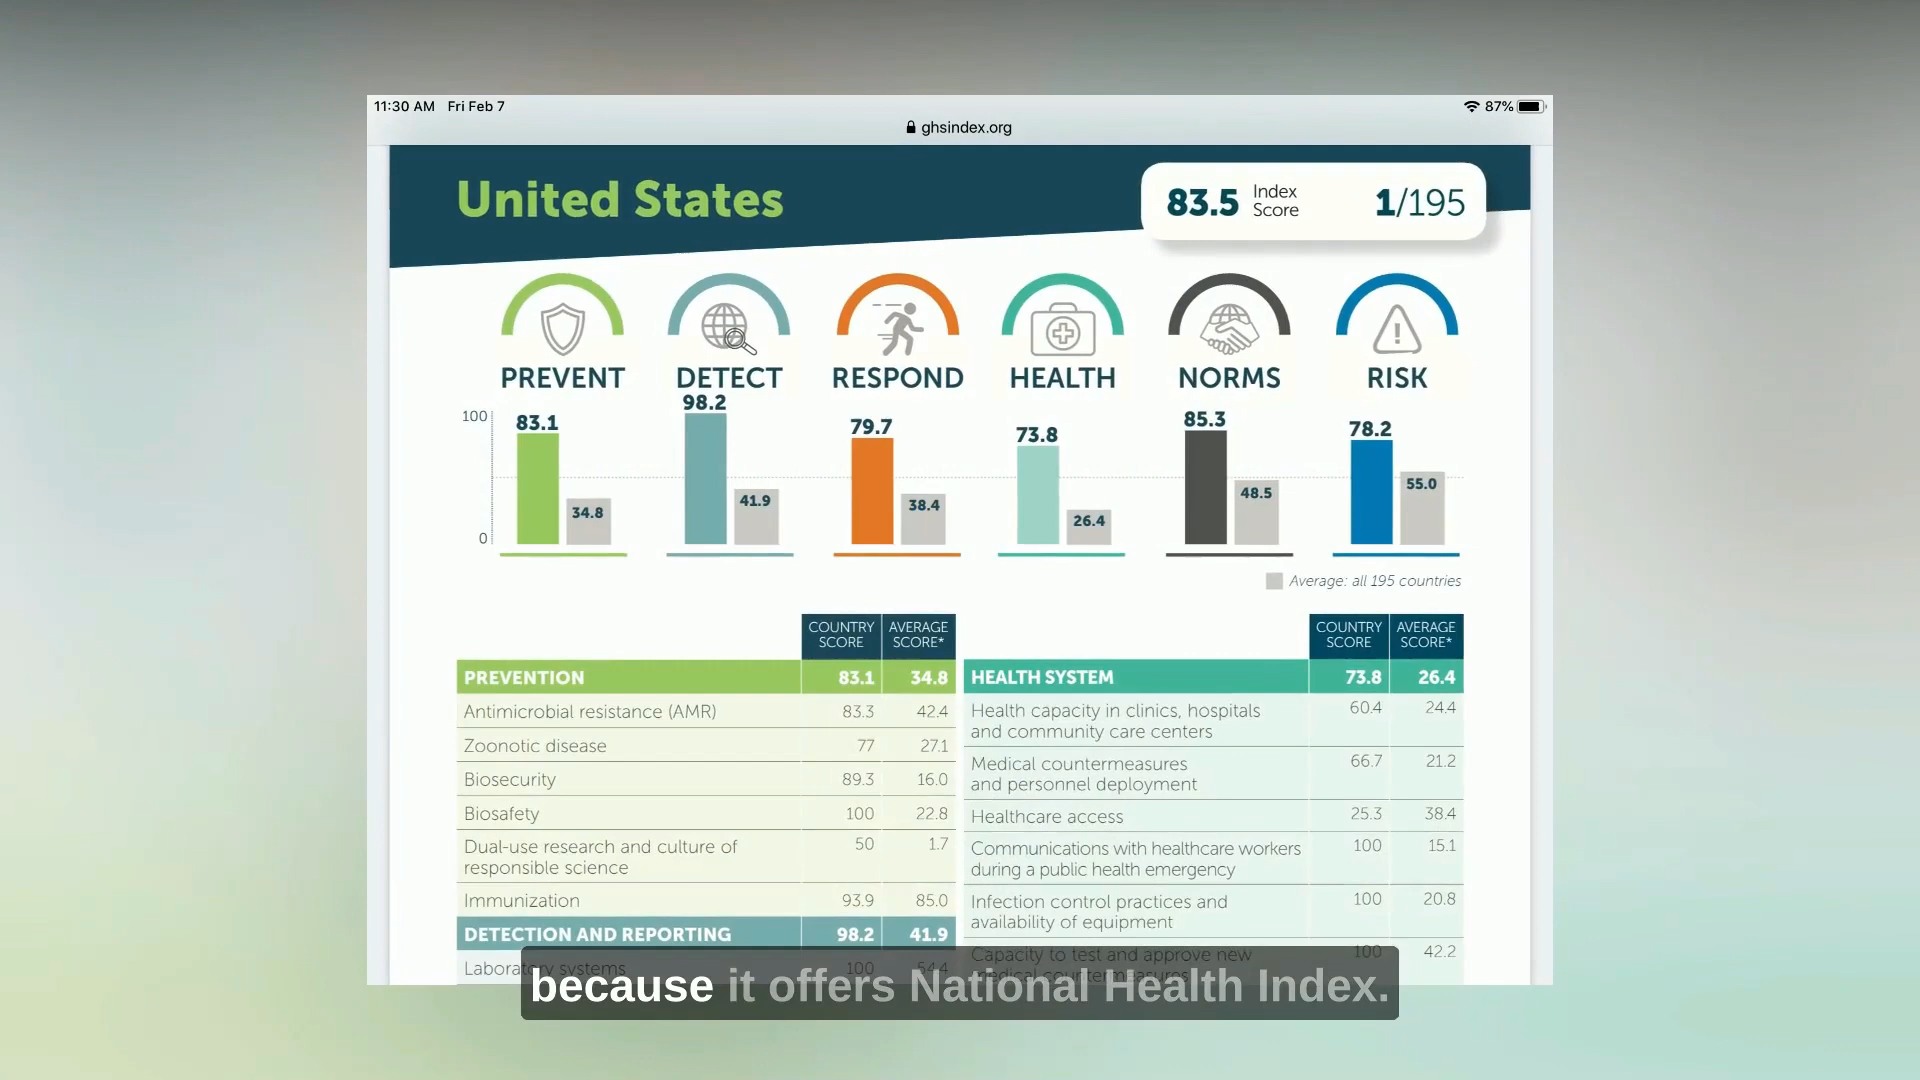 11:30 AM Fri Feb 7
87%
ghsindex.org
United States
83.5 Index Score 1/195
PREVENT DETECT RESPOND HEALTH NORMS RISK
100
0
83.1 34.8
98.2 41.9
79.7 38.4
73.8 26.4
85.3 48.5
78.2 55.0
Average: all 195 countries
COUNTRY SCORE AVERAGE SCORE*
PREVENTION 83.1 34.8
Antimicrobial resistance (AMR) 83.3 42.4
Zoonotic disease 77 27.1
Biosecurity 89.3 16.0
Biosafety 100 22.8
Dual-use research and culture of
responsible science 50 1.7
Immunization 93.9 85.0
DETECTION AND REPORTING 98.2 41.9
Laboratory systems 100 54.4
COUNTRY SCORE AVERAGE SCORE*
HEALTH SYSTEM 73.8 26.4
Health capacity in clinics, hospitals
and community care centers 60.4 24.4
Medical countermeasures
and personnel deployment 66.7 21.2
Healthcare access 25.3 38.4
Communications with healthcare workers
during a public health emergency 100 15.1
Infection control practices and
availability of equipment 100 20.8
Capacity to test and approve new
medical countermeasures 100 42.2
because it offers National Health Index.